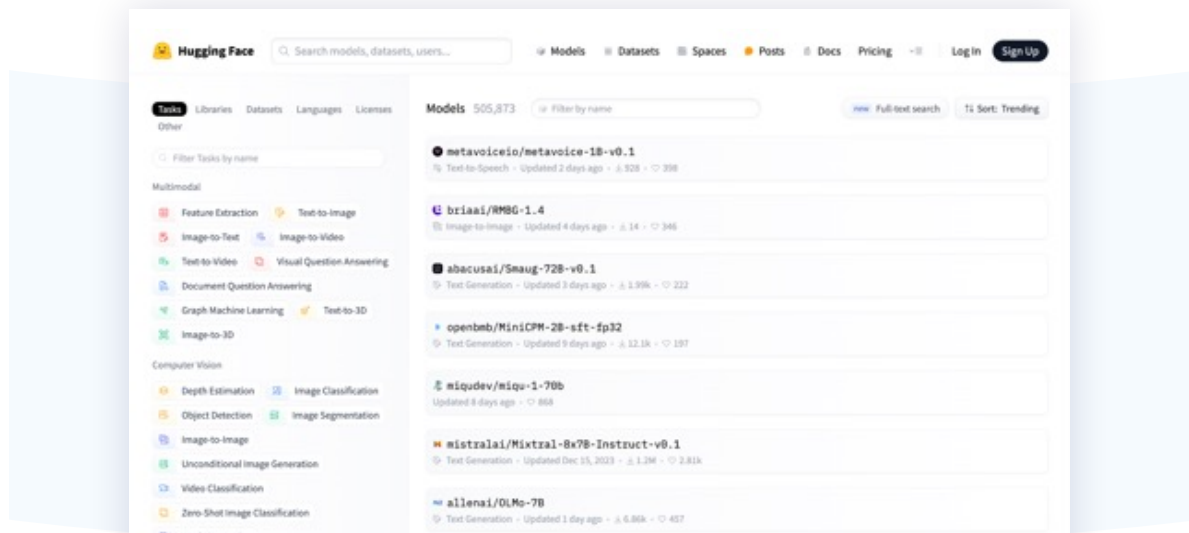 Hugging Face Search models, datasets, users... Models Datasets Spaces Posts Docs Pricing Log In Sign Up
Tasks Libraries Datasets Languages Licenses
Other
Filter Tasks by name
Multimodal
Feature Extraction Text-to-Image
Image-to-Text Image-to-Video
Text-to-Video Visual Question Answering
Document Question Answering
Graph Machine Learning Text-to-3D
Image-to-3D
Computer Vision
Depth Estimation Image Classification
Object Detection Image Segmentation
Image-to-Image
Unconditional Image Generation
Video Classification
Zero-Shot Image Classification
Models 505,873 Filter by name new Full-text search Sort: Trending
metavoiceio/metavoice-1B-v0.1
Text-to-Speech • Updated 2 days ago • 928 • 398
briaai/RMBG-1.4
Image-to-Image • Updated 4 days ago • 14 • 346
abacusai/Smaug-72B-v0.1
Text Generation • Updated 3 days ago • 1.99k • 222
openbmb/MiniCPM-2B-sft-fp32
Text Generation • Updated 9 days ago • 12.1k • 197
miqudev/miqu-1-70b
Updated 8 days ago • 868
mistralai/Mixtral-8x7B-Instruct-v0.1
Text Generation • Updated Dec 15, 2023 • 1.2M • 2.81k
allenai/OLMo-7B
Text Generation • Updated 1 day ago • 6.86k • 457